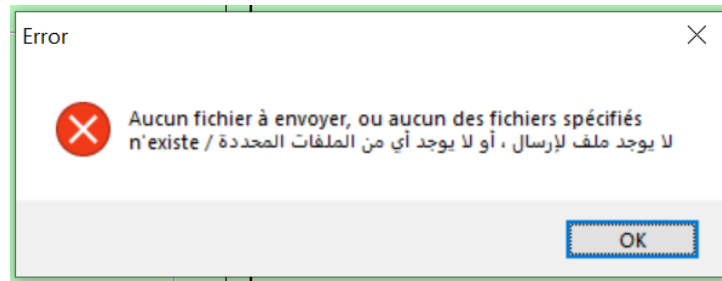 Error
Aucun fichier à envoyer, ou aucun des fichiers spécifiés
n'existe / لا يوجد ملف لإرسال ، أو لا يوجد أي من الملفات المحددة
OK